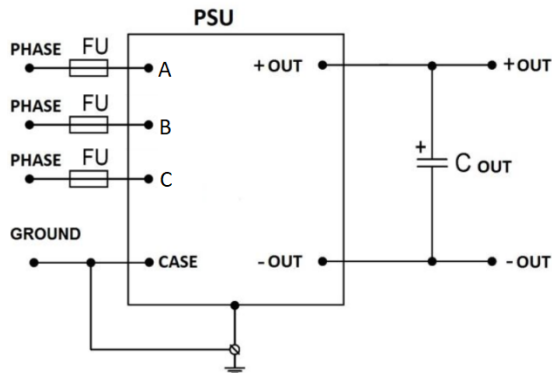 PSU
PHASE FU A
+OUT +OUT
PHASE FU B
PHASE FU C
+ C OUT
GROUND
CASE -OUT -OUT